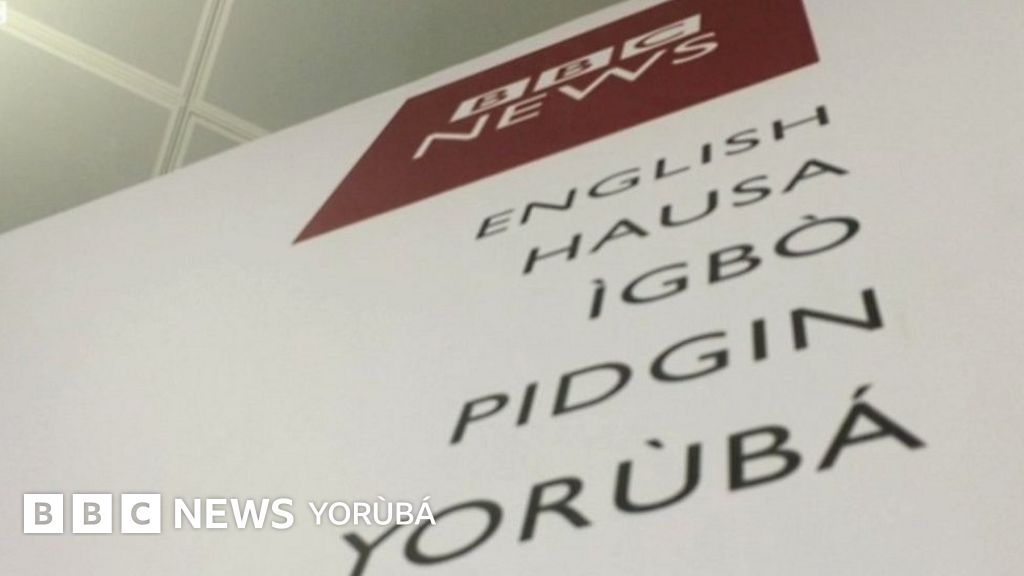 BBC
NEWS
ENGLISH
HAUSA
ÌGBÒ
PIDGIN
YORÙBÁ
BBC NEWS YORÙBÁ